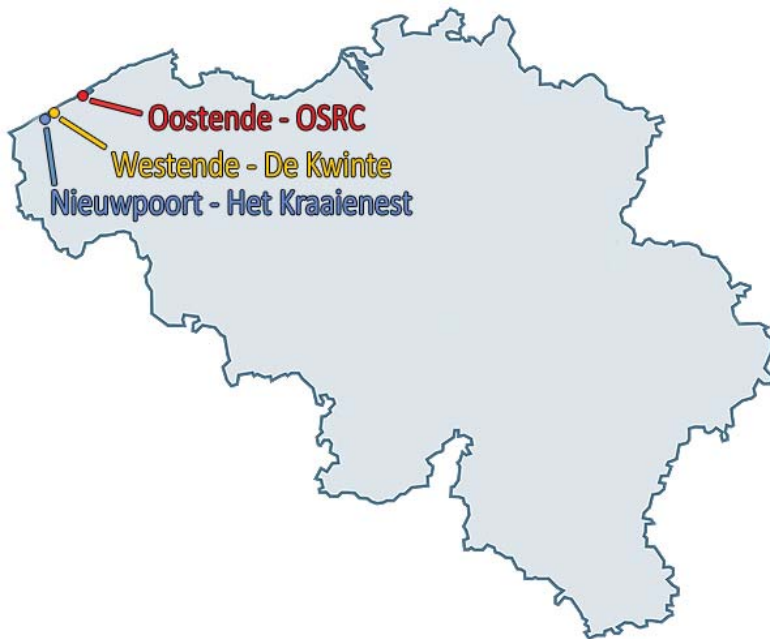 Oostende - OSRC
Westende - De Kwinte
Nieuwpoort - Het Kraaienest